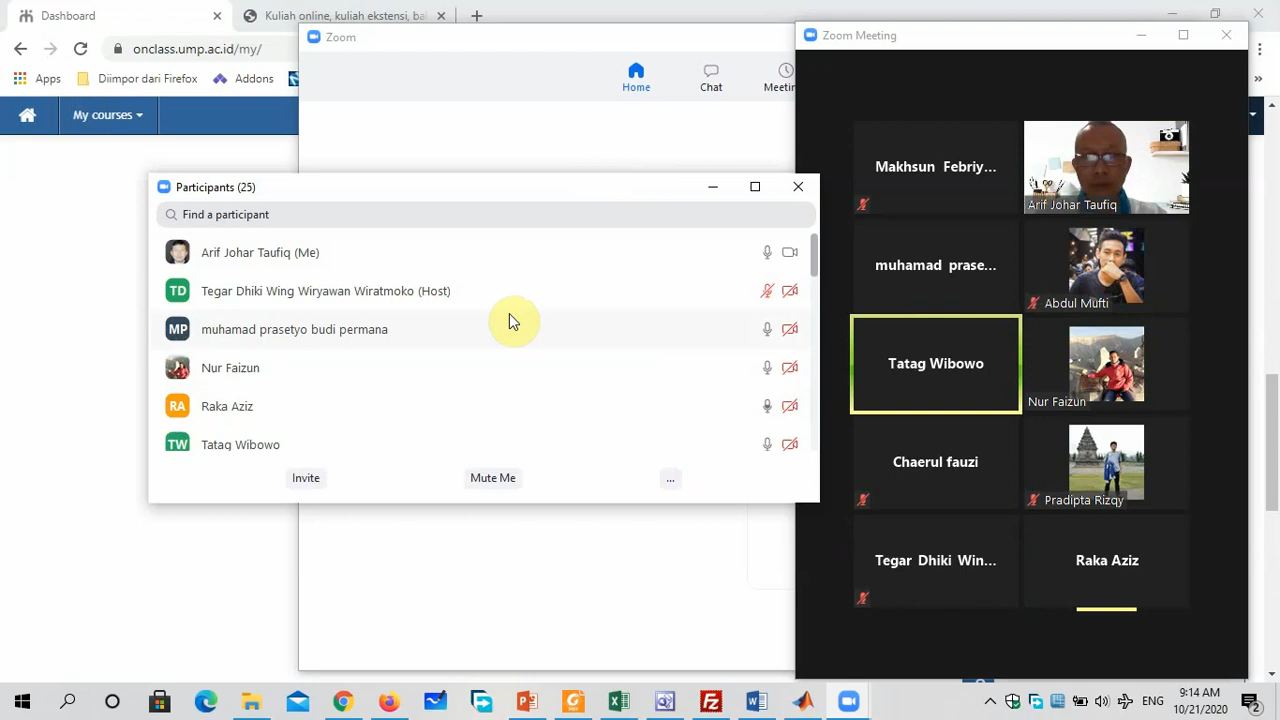 Dashboard
Kuliah online, kuliah ekstensi, bal
onclass.ump.ac.id/my/
Apps
Diimpor dari Firefox
Addons
My courses
Zoom
Home
Chat
Meetin
Zoom Meeting
Participants (25)
Find a participant
Arif Johar Taufiq (Me)
TD
Tegar Dhiki Wing Wiryawan Wiratmoko (Host)
MP
muhamad prasetyo budi permana
Nur Faizun
RA
Raka Aziz
TW
Tatag Wibowo
Invite
Mute Me
...
Makhsun Febriy...
Arif Johar Taufiq
muhamad prase...
Abdul Mufti
Tatag Wibowo
Nur Faizun
Chaerul fauzi
Pradipta Rizqy
Tegar Dhiki Win...
Raka Aziz
ENG
9:14 AM
10/21/2020
2